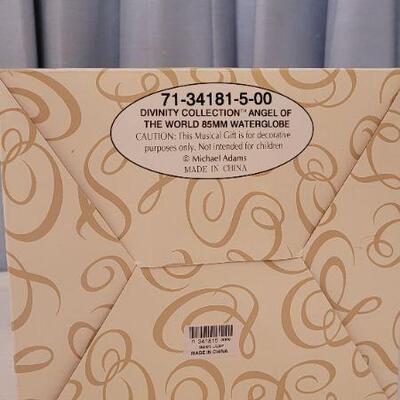 71-34181-5-00
DIVINITY COLLECTION™ ANGEL OF
THE WORLD 85MM WATERGLOBE
CAUTION: This Musical Gift is for decorative
purposes only. Not intended for children
© Michael Adams
MADE IN CHINA
MADE IN CHINA